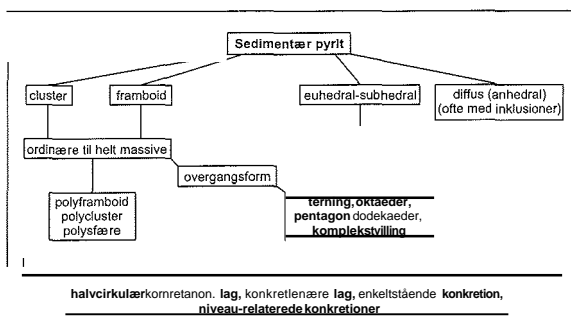 Sedimentær pyrit
cluster
framboid
euhedral-subhedral
diffus (anhedral)
(ofte med inklusioner)
ordinære til helt massive
overgangsform
polyframboid
polycluster
polysfære
terning, oktaeder,
pentagon dodekaeder,
komplekstvilling
halvcirkulærkornretanon. lag, konkretlenære lag, enkeltstående konkretion,
niveau-relaterede konkretioner